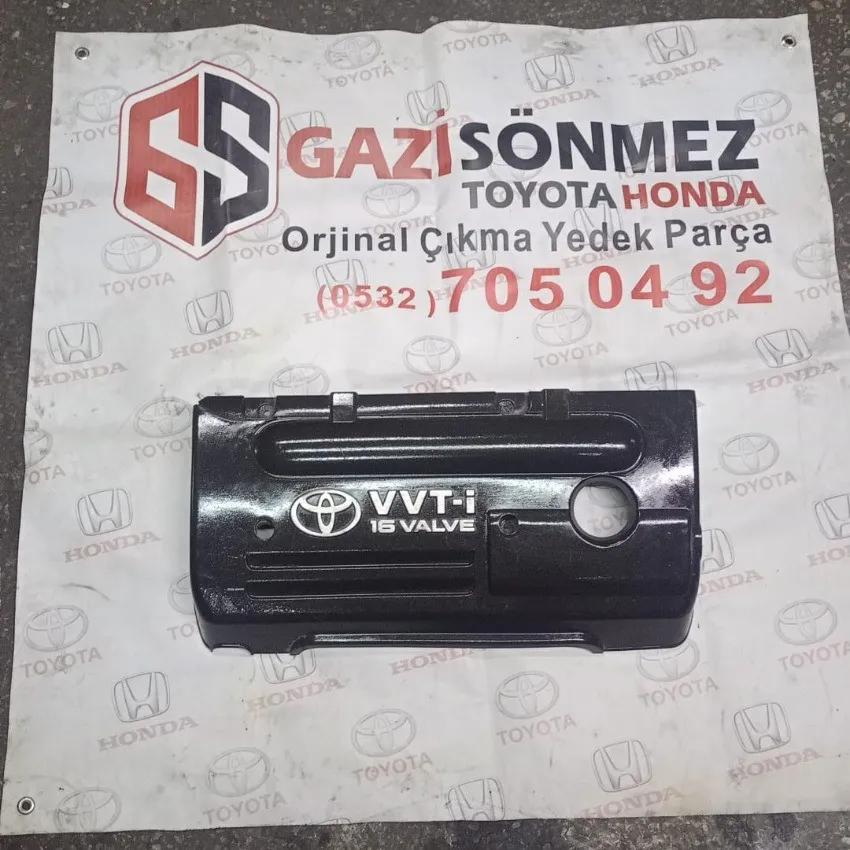 GS GAZİ SÖNMEZ
TOYOTA HONDA
Orjinal Çıkma Yedek Parça
(0532) 705 04 92
VVT-i
16 VALVE